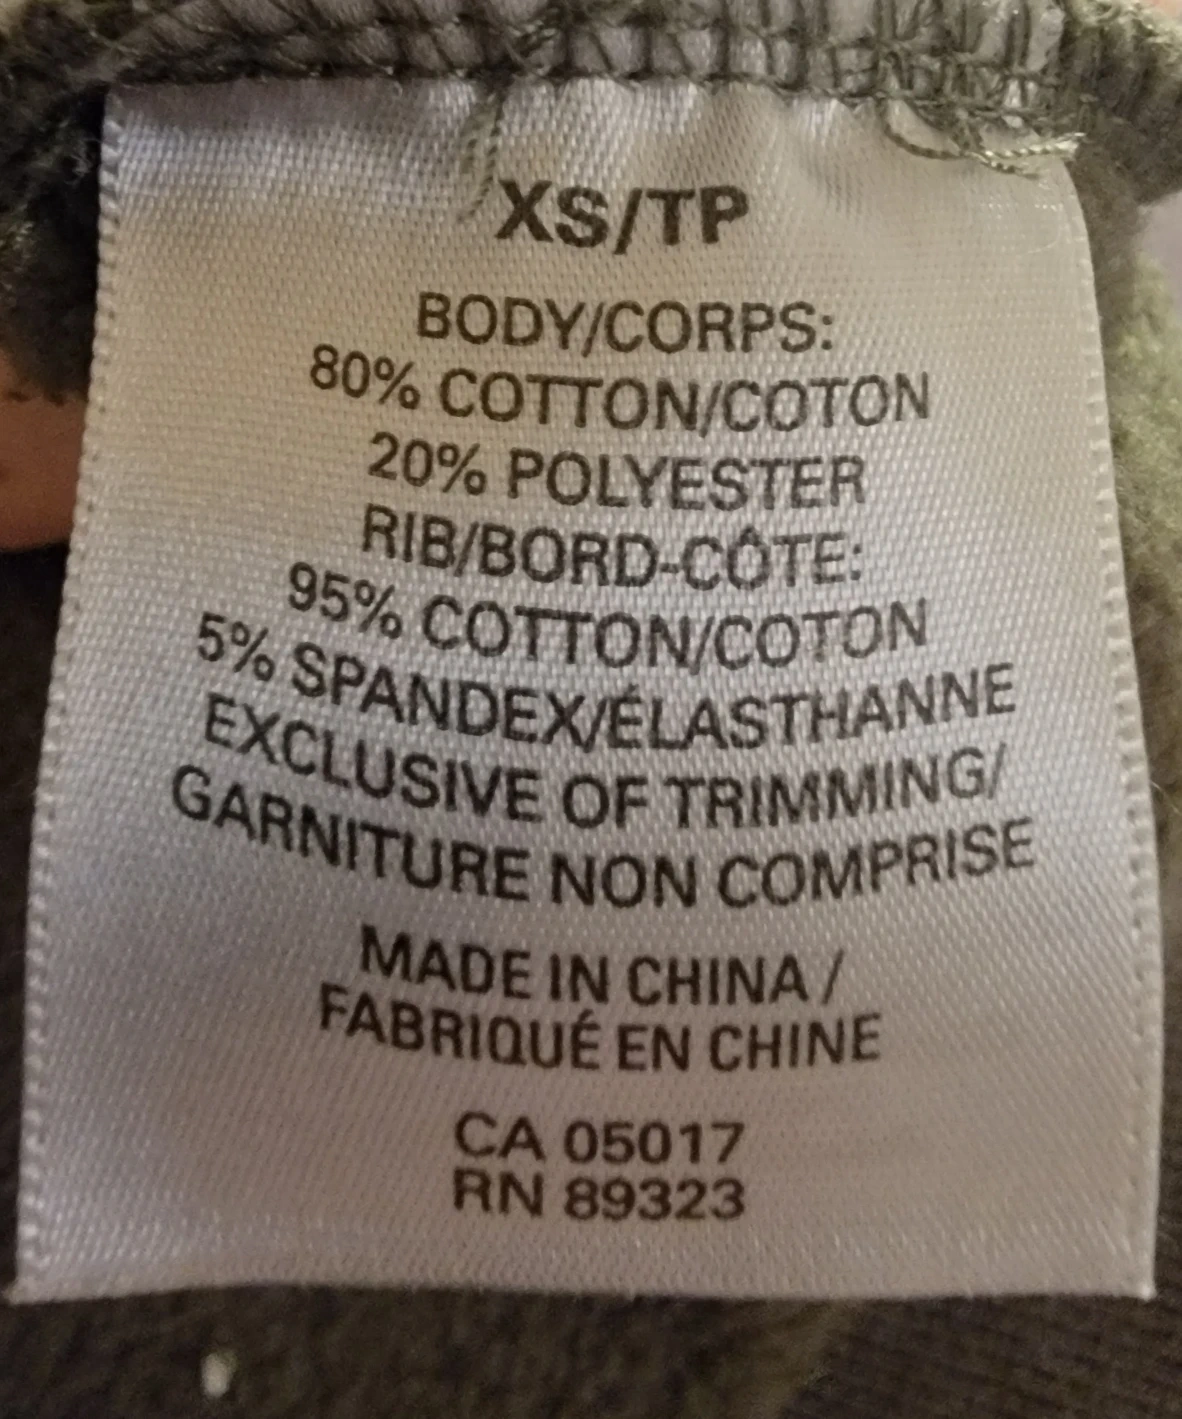 XS/TP
BODY/CORPS:
80% COTTON/COTON
20% POLYESTER
RIB/BORD-CÔTE:
95% COTTON/COTON
5% SPANDEX/ÉLASTHANNE
EXCLUSIVE OF TRIMMING/
GARNITURE NON COMPRISE
MADE IN CHINA /
FABRIQUÉ EN CHINE
CA 05017
RN 89323